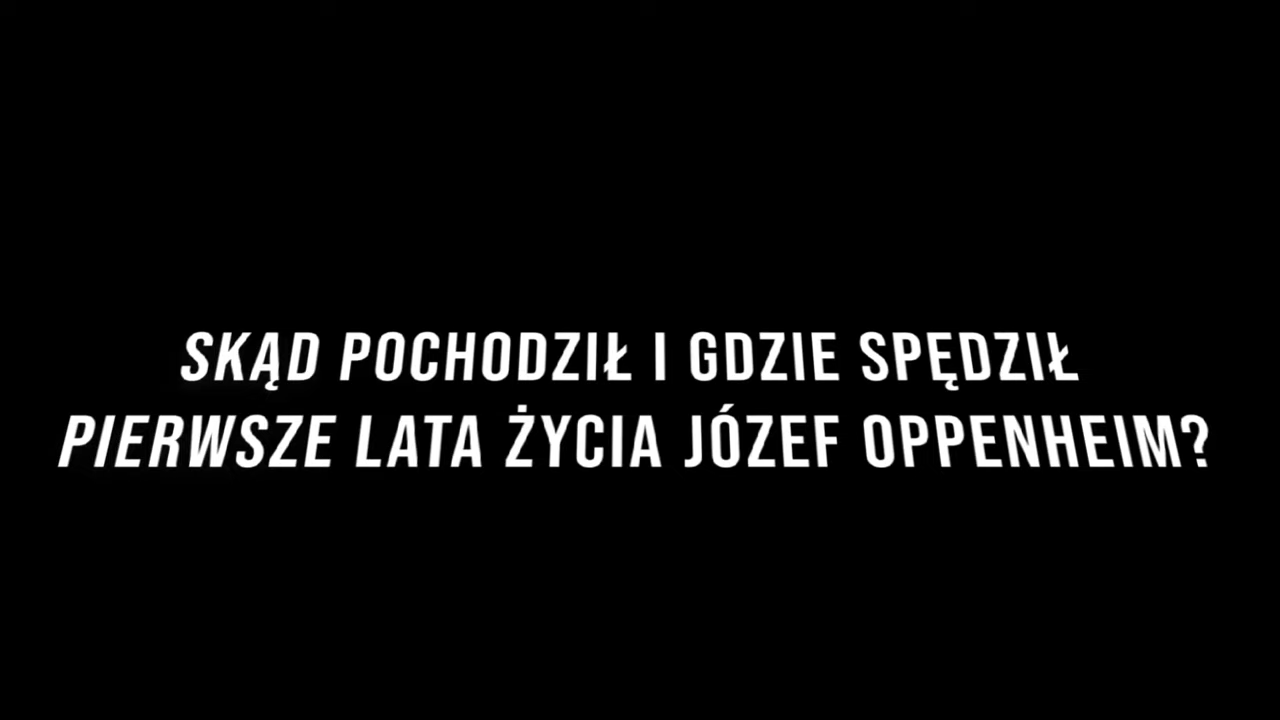 SKĄD POCHODZIŁ I GDZIE SPĘDZIŁ
PIERWSZE LATA ŻYCIA JÓZEF OPPENHEIM?